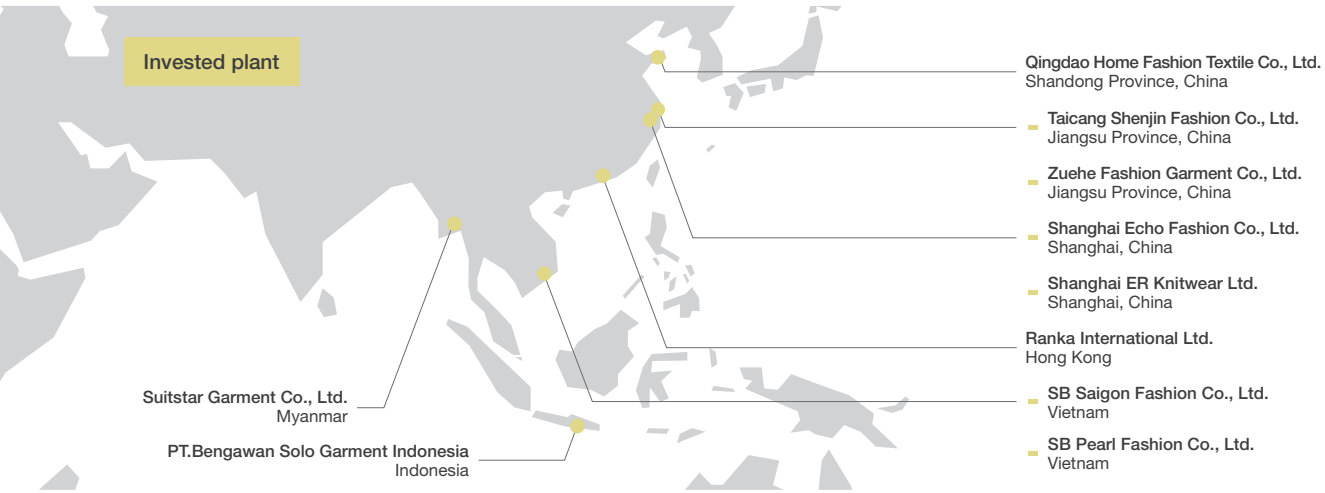 Invested plant
Qingdao Home Fashion Textile Co., Ltd.
Shandong Province, China
Taicang Shenjin Fashion Co., Ltd.
Jiangsu Province, China
Zuehe Fashion Garment Co., Ltd.
Jiangsu Province, China
Shanghai Echo Fashion Co., Ltd.
Shanghai, China
Shanghai ER Knitwear Ltd.
Shanghai, China
Ranka International Ltd.
Hong Kong
SB Saigon Fashion Co., Ltd.
Vietnam
SB Pearl Fashion Co., Ltd.
Vietnam
Suitstar Garment Co., Ltd.
Myanmar
PT.Bengawan Solo Garment Indonesia
Indonesia